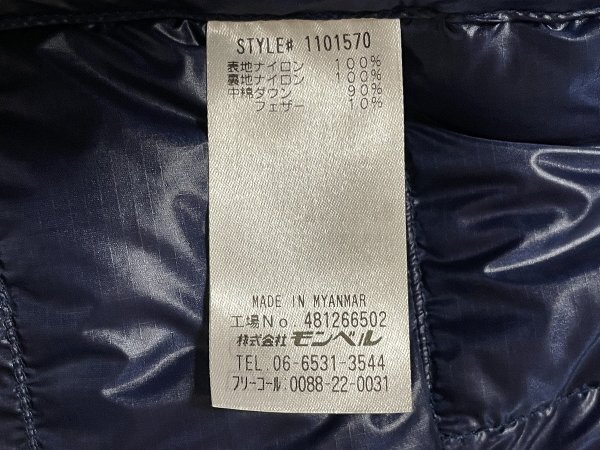 STYLE# 1101570
表地ナイロン 100%
裏地ナイロン 100%
中綿ダウン 90%
フェザー 10%
MADE IN MYANMAR
工場No. 481266502
株式会社 モンベル
TEL.06-6531-3544
フリーコール:0088-22-0031